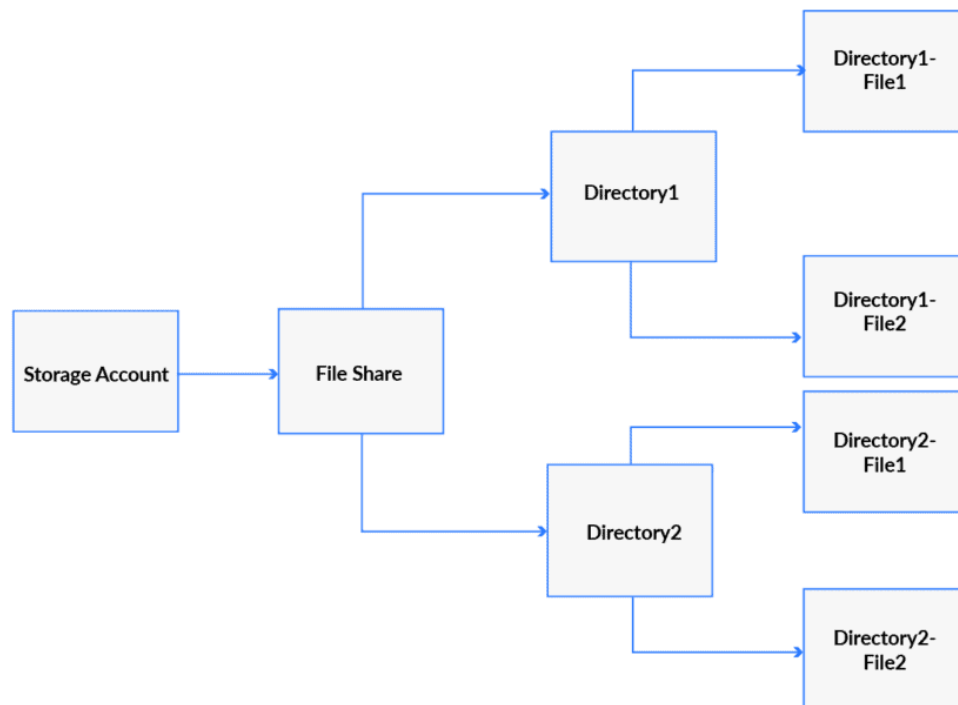 Directory1-
File1
Directory1
Directory1-
File2
Storage Account
File Share
Directory2-
File1
Directory2
Directory2-
File2